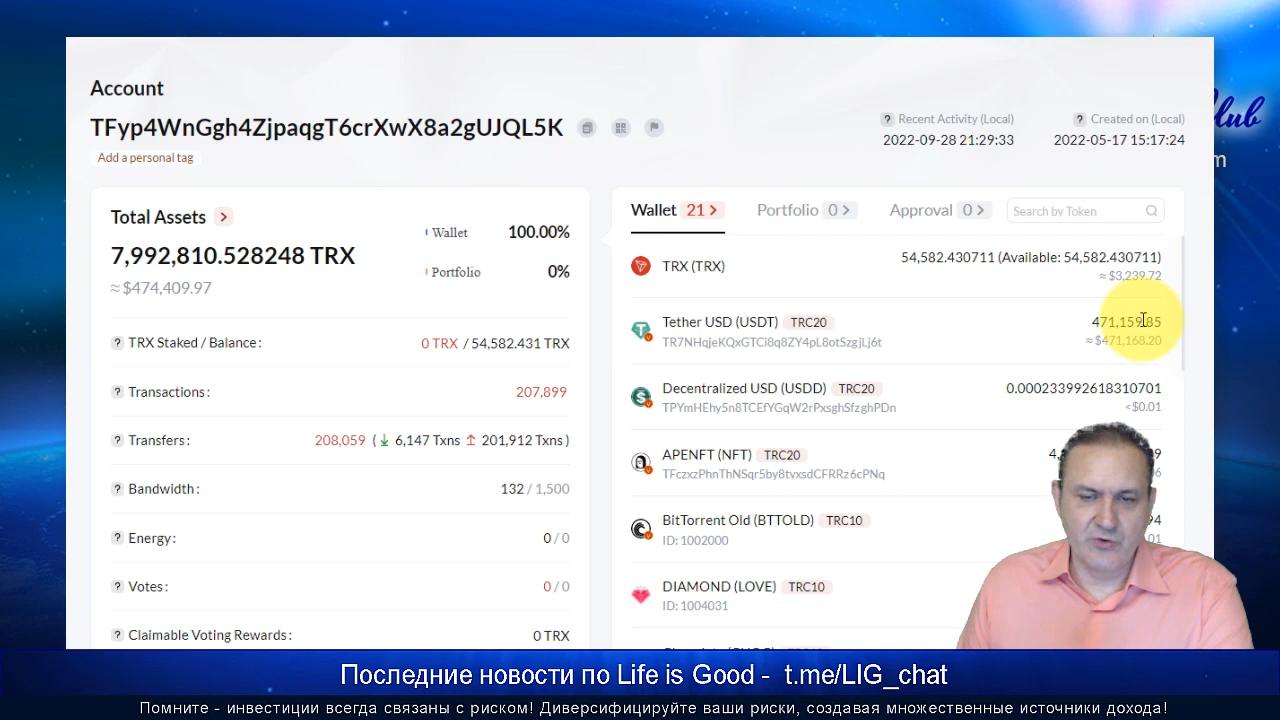 Club
m
Account
TFyp4WnGgh4ZjpaqgT6crXwX8a2gUJQL5K
Add a personal tag
? Recent Activity (Local)
2022-09-28 21:29:33
? Created on (Local)
2022-05-17 15:17:24
Total Assets >
7,992,810.528248 TRX
≈ $474,409.97
Wallet 100.00%
Portfolio 0%
? TRX Staked / Balance: 0 TRX / 54,582.431 TRX
? Transactions: 207,899
? Transfers: 208,059 (↓ 6,147 Txns ↑ 201,912 Txns)
? Bandwidth: 132 / 1,500
? Energy: 0 / 0
? Votes: 0 / 0
? Claimable Voting Rewards: 0 TRX
Wallet 21 > Portfolio 0 > Approval 0 > Search by Token
TRX (TRX) 54,582.430711 (Available: 54,582.430711)
≈ $3,239.72
Tether USD (USDT) TRC20 471,159.85
TR7NHqjeKQxGTCi8q8ZY4pL8otSzgjLj6t ≈ $471,168.20
Decentralized USD (USDD) TRC20 0.000233992618310701
TPYmHEhy5n8TCEfYGqW2rPxsghSfzghPDn <$0.01
APENFT (NFT) TRC20
TFczxzPhnThNSqr5by8tvxsdCFRRz6cPNq
BitTorrent Old (BTTOLD) TRC10
ID: 1002000
DIAMOND (LOVE) TRC10
ID: 1004031
Последние новости по Life is Good - t.me/LIG_chat
Помните - инвестиции всегда связаны с риском! Диверсифицируйте ваши риски, создавая множественные источники дохода!